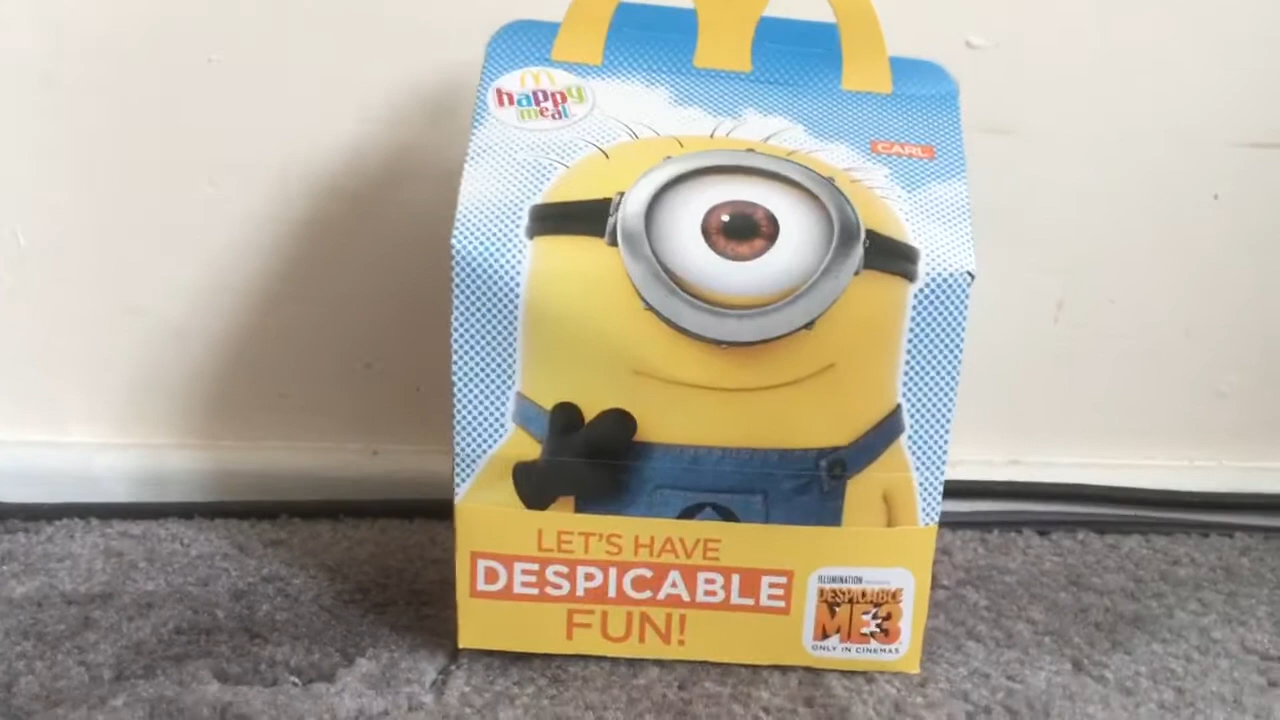 happy
meal
CARL
LET'S HAVE
DESPICABLE
FUN!
ILLUMINATION
DESPICABLE
ME3
ONLY IN CINEMAS